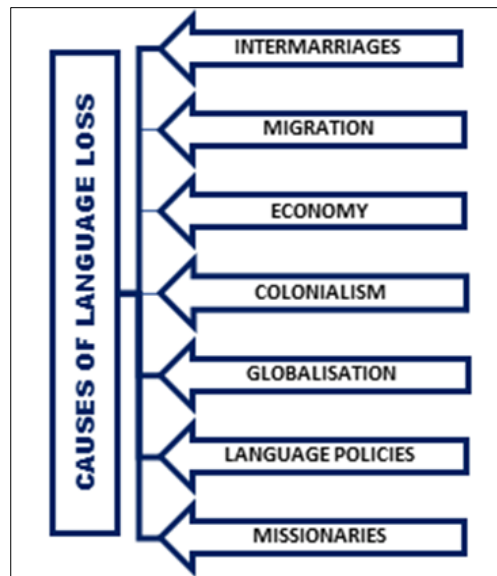 CAUSES OF LANGUAGE LOSS
INTERMARRIAGES
MIGRATION
ECONOMY
COLONIALISM
GLOBALISATION
LANGUAGE POLICIES
MISSIONARIES